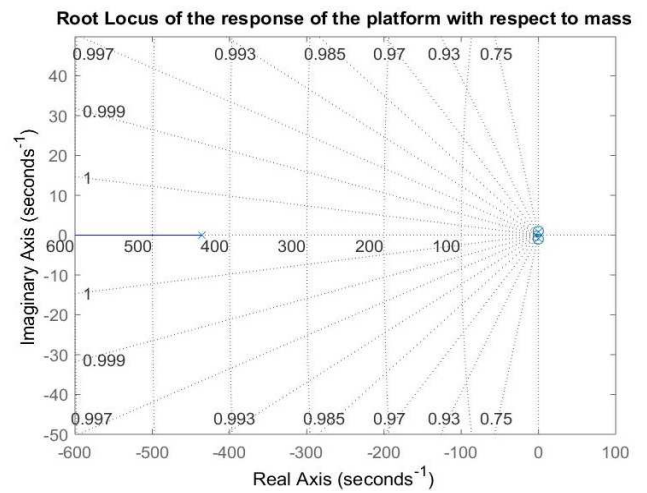 Root Locus of the response of the platform with respect to mass
0.997 0.993 0.985 0.97 0.93 0.75
40
30
0.999
20
1
10
0
600 500 400 300 200 100
-10
1
-20
-30
0.999
-40
0.997 0.993 0.985 0.97 0.93 0.75
-50
-600 -500 -400 -300 -200 -100 0 100
Real Axis (seconds⁻¹)
Imaginary Axis (seconds⁻¹)